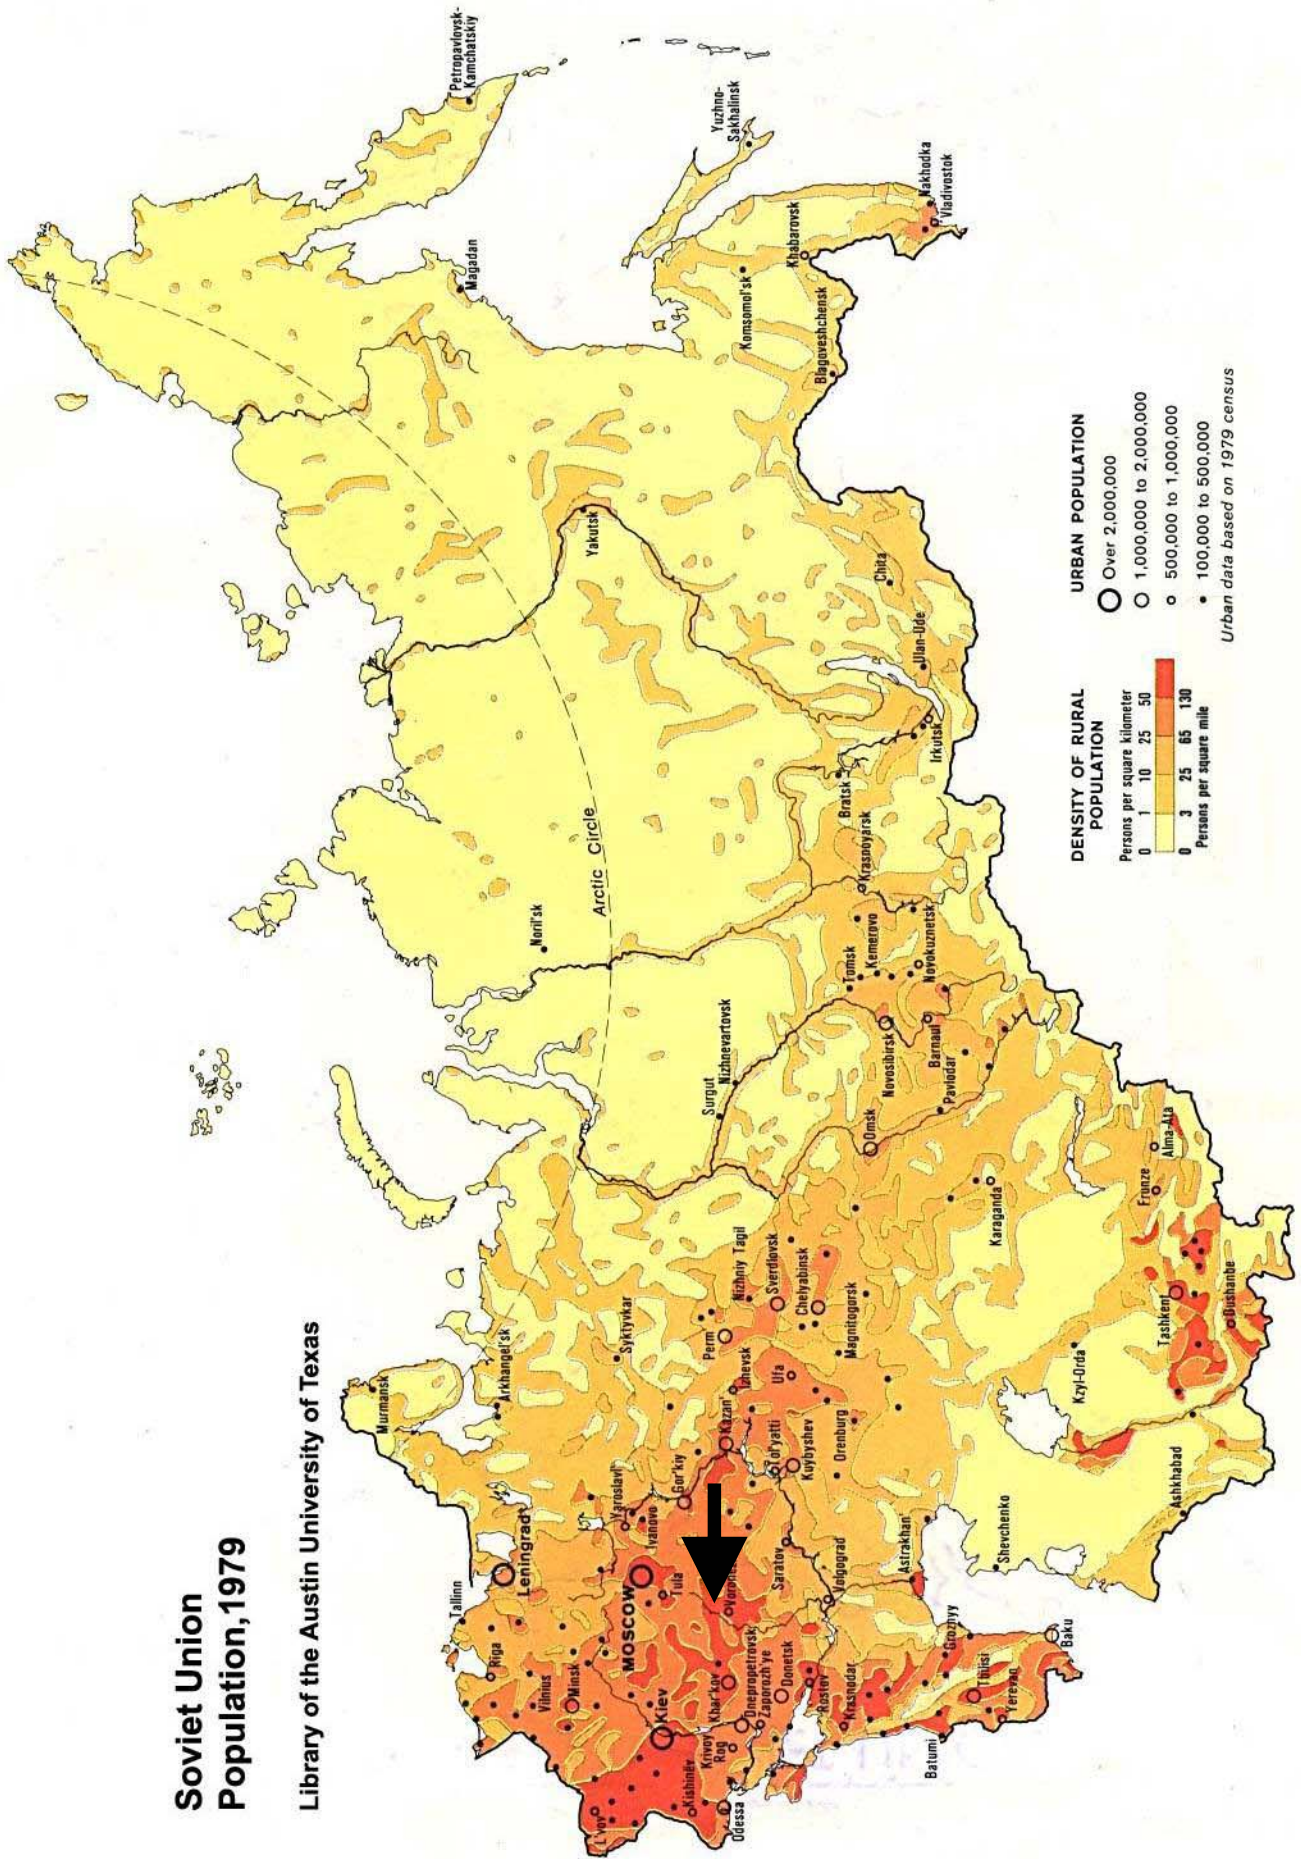 Soviet Union
Population,1979
Library of the Austin University of Texas
Petropavlovsk-
Kamchatskiy
Yuzhno-
Sakhalinsk
Nakhodka
Vladivostok
Magadan
Khabarovsk
Komsomol'sk
Blagoveshchensk
Yakutsk
Chita
Ulan-Ude
Irkutsk
Bratsk
Krasnoyarsk
Arctic Circle
Noril'sk
Tomsk
Kemerovo
Novokuznetsk
Nizhnevartovsk
Surgut
Novosibirsk
Barnaul
Pavlodar
Omsk
Alma-Ata
Frunze
Karaganda
Nizhniy Tagil
Sverdlovsk
Chelyabinsk
Magnitogorsk
Tashkent
Dushanbe
Kzyl-Orda
Syktyvkar
Perm
Izhevsk
Ufa
Arkhangel'sk
Murmansk
Kazan'
Tol'yatti
Kuybyshev
Orenburg
Ashkhabad
Yaroslavl'
Gor'kiy
Ivanovo
Shevchenko
Astrakhan'
Leningrad
Tallinn
Saratov
Volgograd
MOSCOW
Tula
Riga
Vilnius
Minsk
Khar'kov
Dnepropetrovsk
Zaporozh'ye
Donetsk
Rostov
Krasnodar
Groznyy
Baku
Tbilisi
Yerevan
Batumi
Kiev
Krivoy
Rog
Kishinëv
Odessa
L'vov
DENSITY OF RURAL
POPULATION
Persons per square kilometer
0 1 10 25 50
0 3 25 65 130
Persons per square mile
URBAN POPULATION
Over 2,000,000
1,000,000 to 2,000,000
500,000 to 1,000,000
100,000 to 500,000
Urban data based on 1979 census